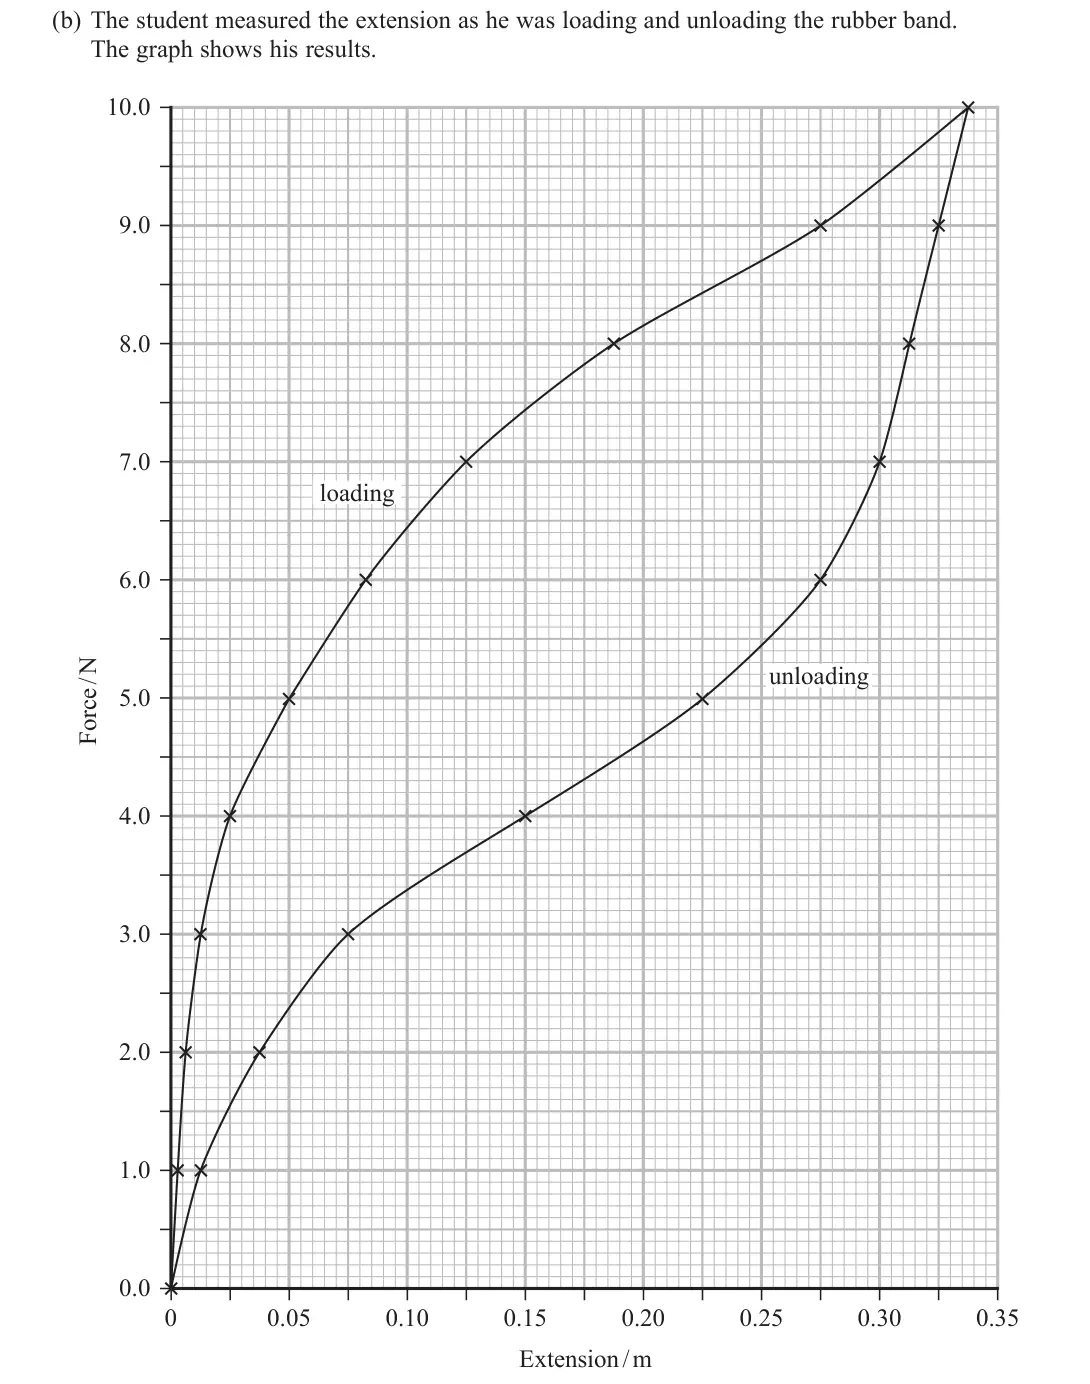 (b) The student measured the extension as he was loading and unloading the rubber band.
The graph shows his results.
10.0
9.0
8.0
7.0
loading
6.0
unloading
5.0
Force / N
4.0
3.0
2.0
1.0
0.0
0 0.05 0.10 0.15 0.20 0.25 0.30 0.35
Extension / m